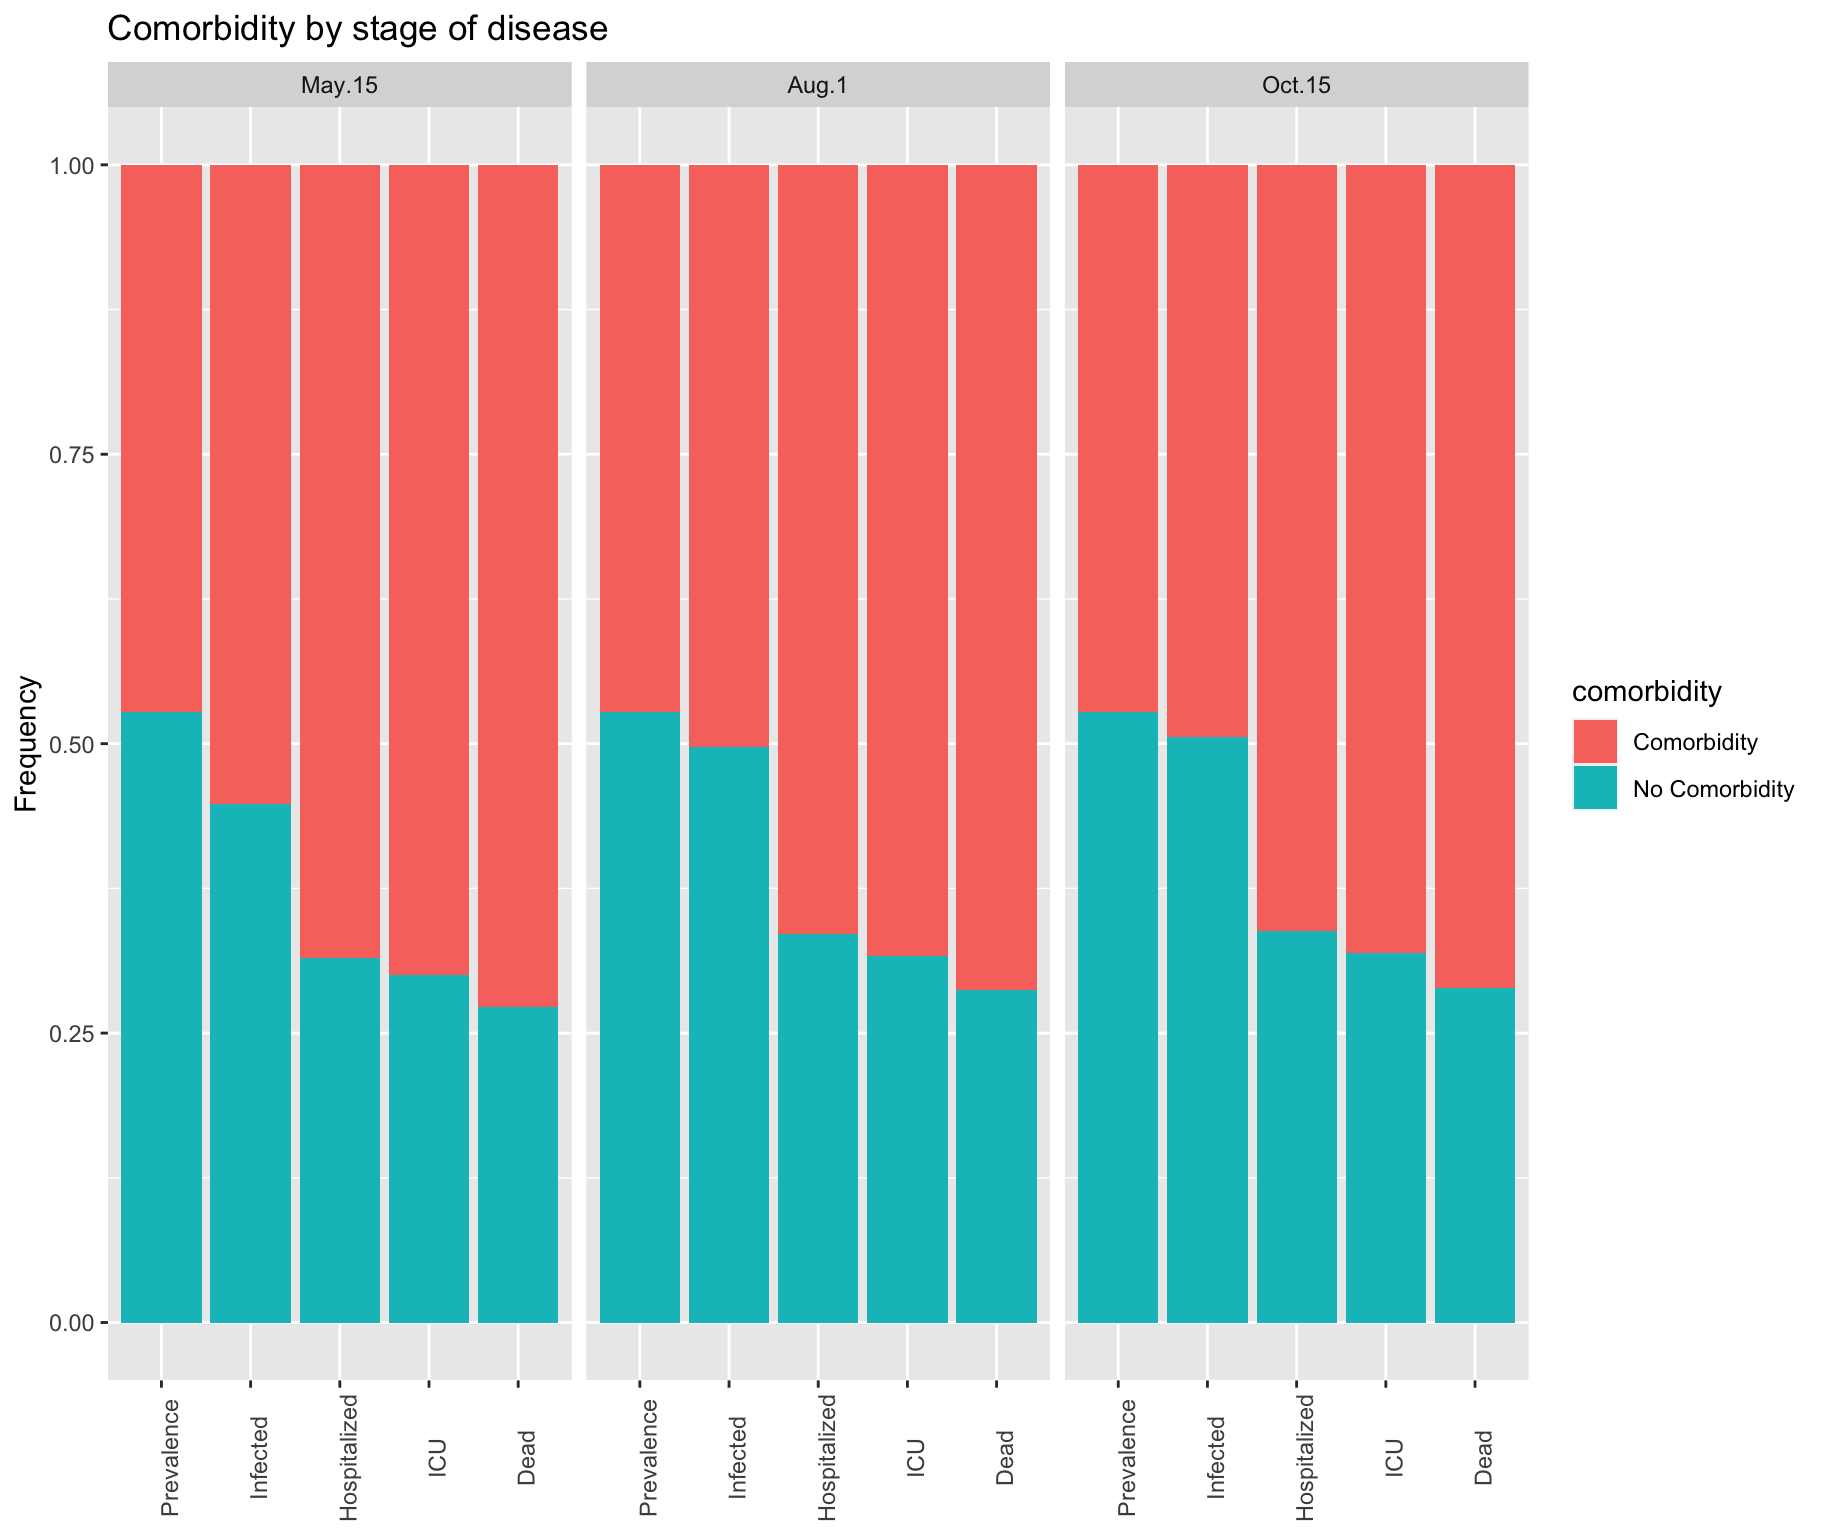 Comorbidity by stage of disease
May.15
Aug.1
Oct.15
1.00
0.75
0.50
0.25
0.00
Frequency
Prevalence
Infected
Hospitalized
ICU
Dead
Prevalence
Infected
Hospitalized
ICU
Dead
Prevalence
Infected
Hospitalized
ICU
Dead
comorbidity
Comorbidity
No Comorbidity